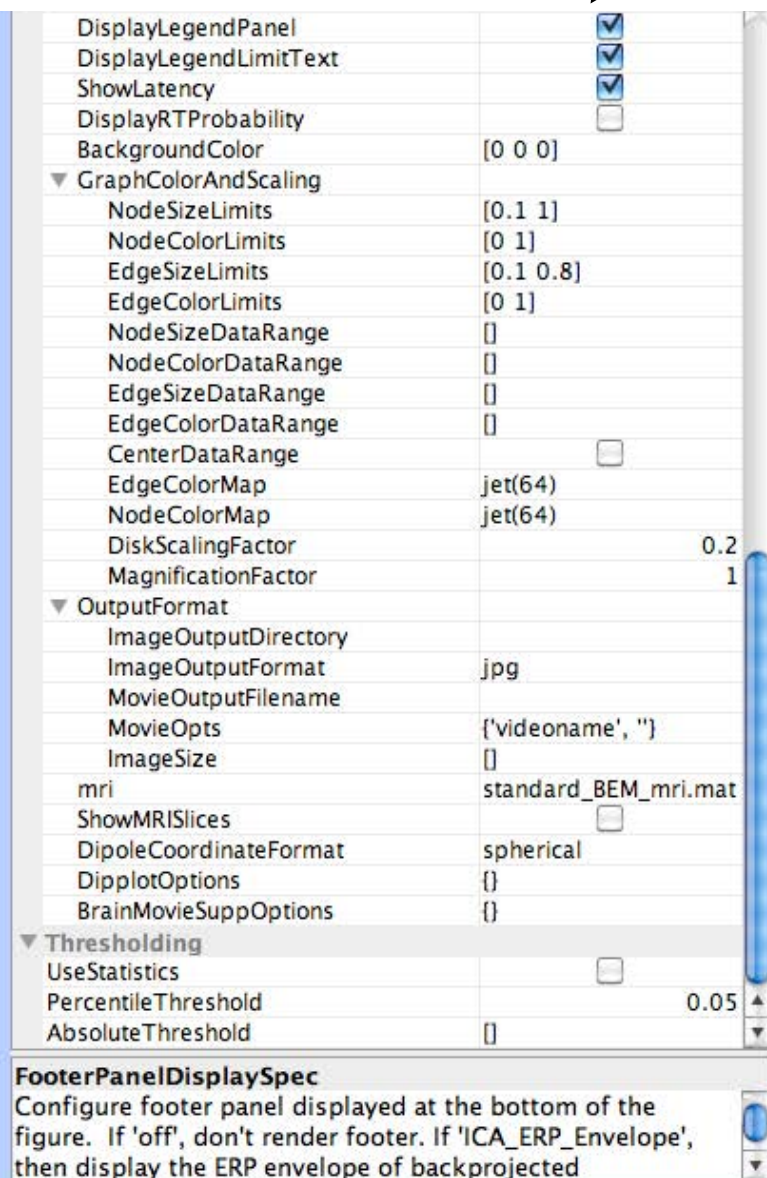 DisplayLegendPanel
DisplayLegendLimitText
ShowLatency
DisplayRTProbability
BackgroundColor [0 0 0]
GraphColorAndScaling
NodeSizeLimits [0.1 1]
NodeColorLimits [0 1]
EdgeSizeLimits [0.1 0.8]
EdgeColorLimits [0 1]
NodeSizeDataRange []
NodeColorDataRange []
EdgeSizeDataRange []
EdgeColorDataRange []
CenterDataRange
EdgeColorMap jet(64)
NodeColorMap jet(64)
DiskScalingFactor 0.2
MagnificationFactor 1
OutputFormat
ImageOutputDirectory
ImageOutputFormat jpg
MovieOutputFilename
MovieOpts {'videoname', ''}
ImageSize []
mri standard_BEM_mri.mat
ShowMRISlices
DipoleCoordinateFormat spherical
DipplotOptions {}
BrainMovieSuppOptions {}
Thresholding
UseStatistics
PercentileThreshold 0.05
AbsoluteThreshold []
FooterPanelDisplaySpec
Configure footer panel displayed at the bottom of the
figure. If 'off', don't render footer. If 'ICA_ERP_Envelope',
then display the ERP envelope of backprojected